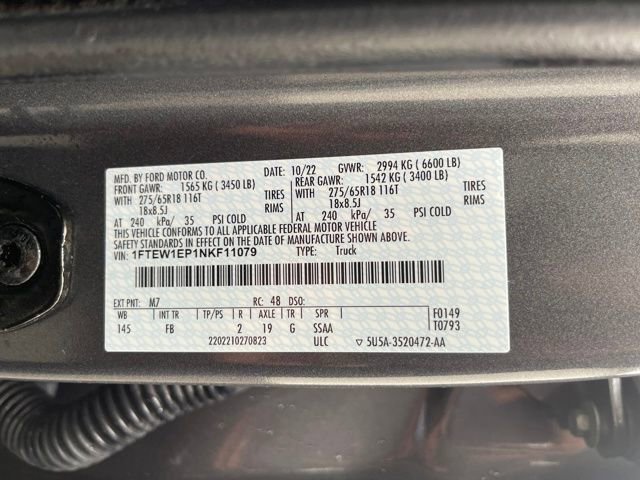 MFD. BY FORD MOTOR CO. DATE: 10/22 GVWR: 2994 KG ( 6600 LB)
FRONT GAWR: 1565 KG ( 3450 LB) REAR GAWR: 1542 KG ( 3400 LB)
WITH 275/65R18 116T TIRES WITH 275/65R18 116T TIRES
18x8.5J RIMS 18x8.5J RIMS
AT 240 kPa/ 35 PSI COLD AT 240 kPa/ 35 PSI COLD
THIS VEHICLE CONFORMS TO ALL APPLICABLE FEDERAL MOTOR VEHICLE
SAFETY STANDARDS IN EFFECT ON THE DATE OF MANUFACTURE SHOWN ABOVE.
VIN: 1FTEW1EP1NKF11079 TYPE: Truck
EXT PNT: M7 RC: 48 DSO:
WB INT TR TP/PS R AXLE TR SPR F0149
145 FB 2 19 G SSAA T0793
2202210270823 ULC ▽ 5U5A-3520472-AA